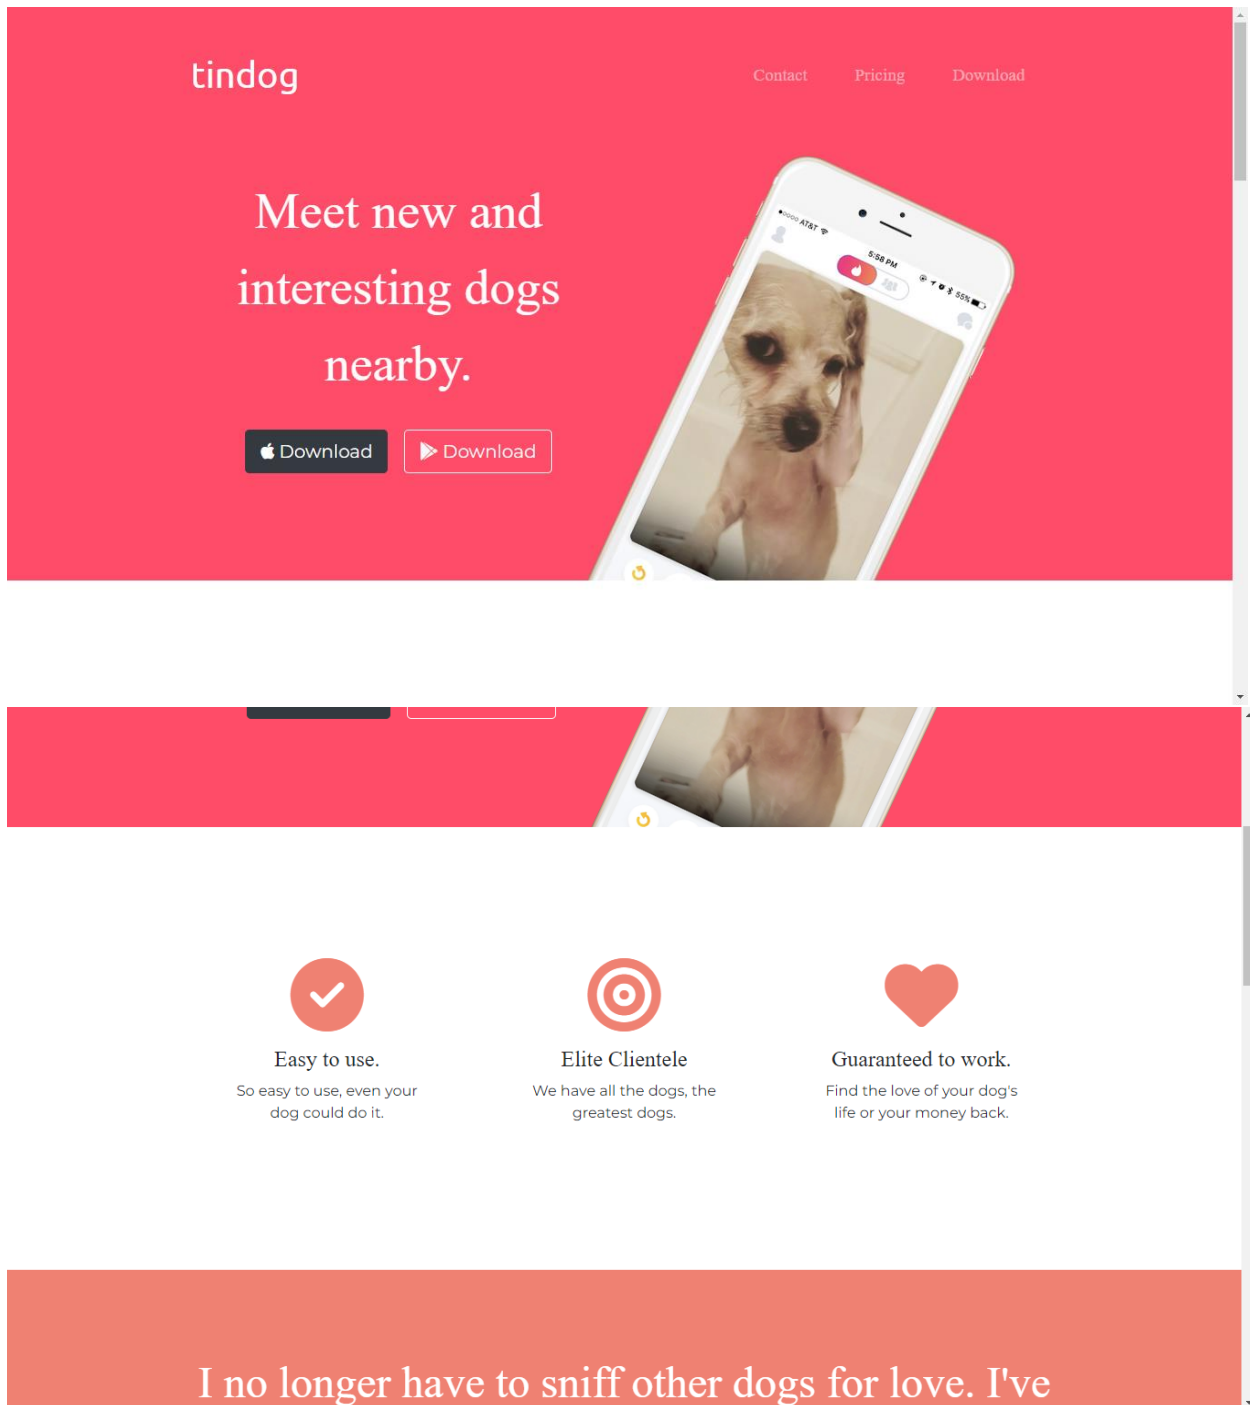 tindog
Contact Pricing Download
Meet new and
interesting dogs
nearby.
Download Download
AT&T 5:58 PM 55%
Easy to use. Elite Clientele Guaranteed to work.
So easy to use, even your We have all the dogs, the Find the love of your dog's
dog could do it. greatest dogs. life or your money back.
I no longer have to sniff other dogs for love. I've